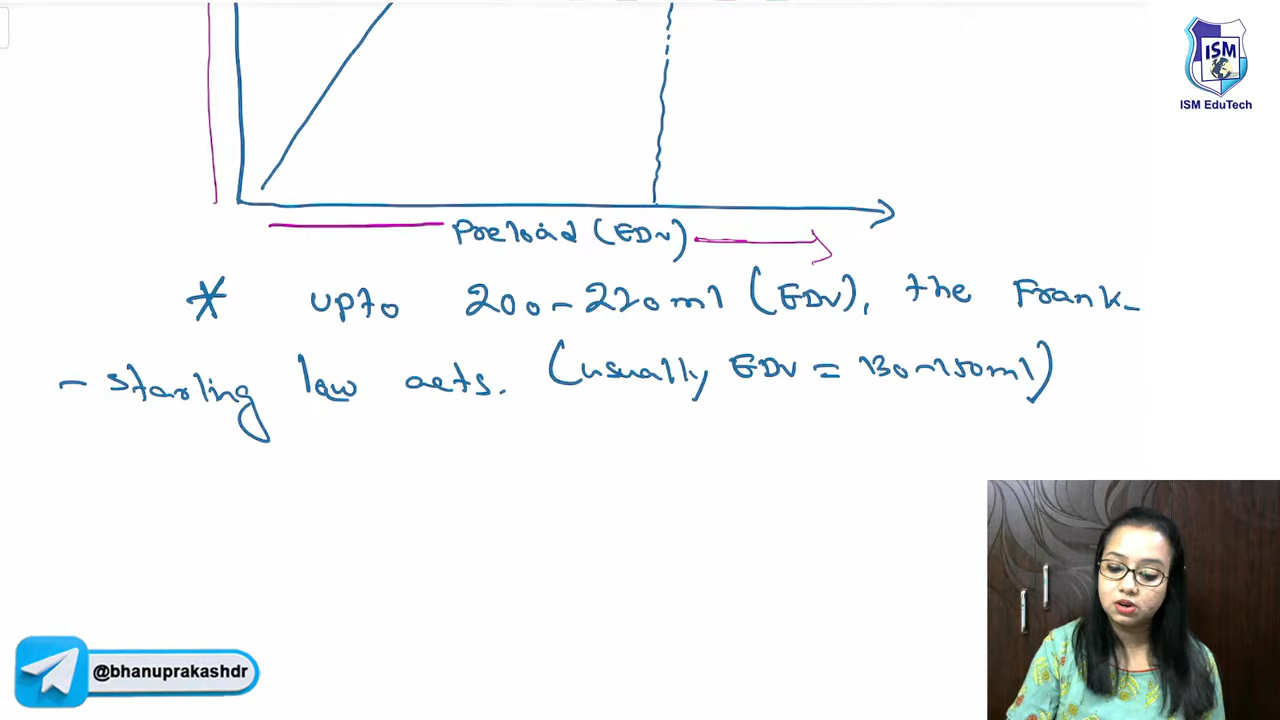 ISM
ISM EduTech
Preload (EDV)
* upto 200-220ml (EDV), the Frank-
- starling law acts. (usually EDV = 130-150ml)
@bhanuprakashdr